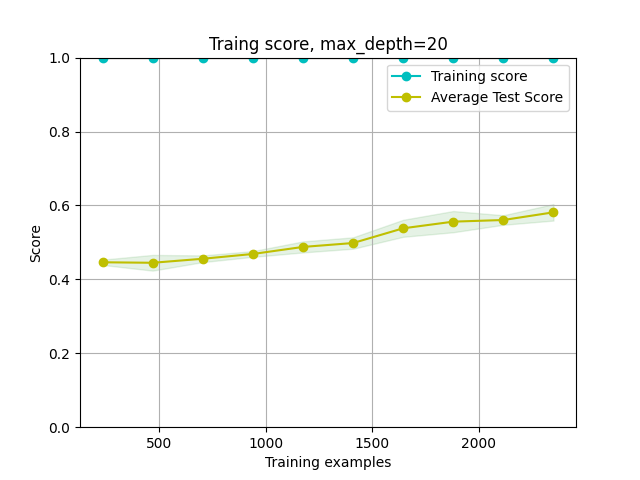 Traing score, max_depth=20
1.0
0.8
0.6
0.4
0.2
0.0
Score
Training score
Average Test Score
500
1000
1500
2000
Training examples